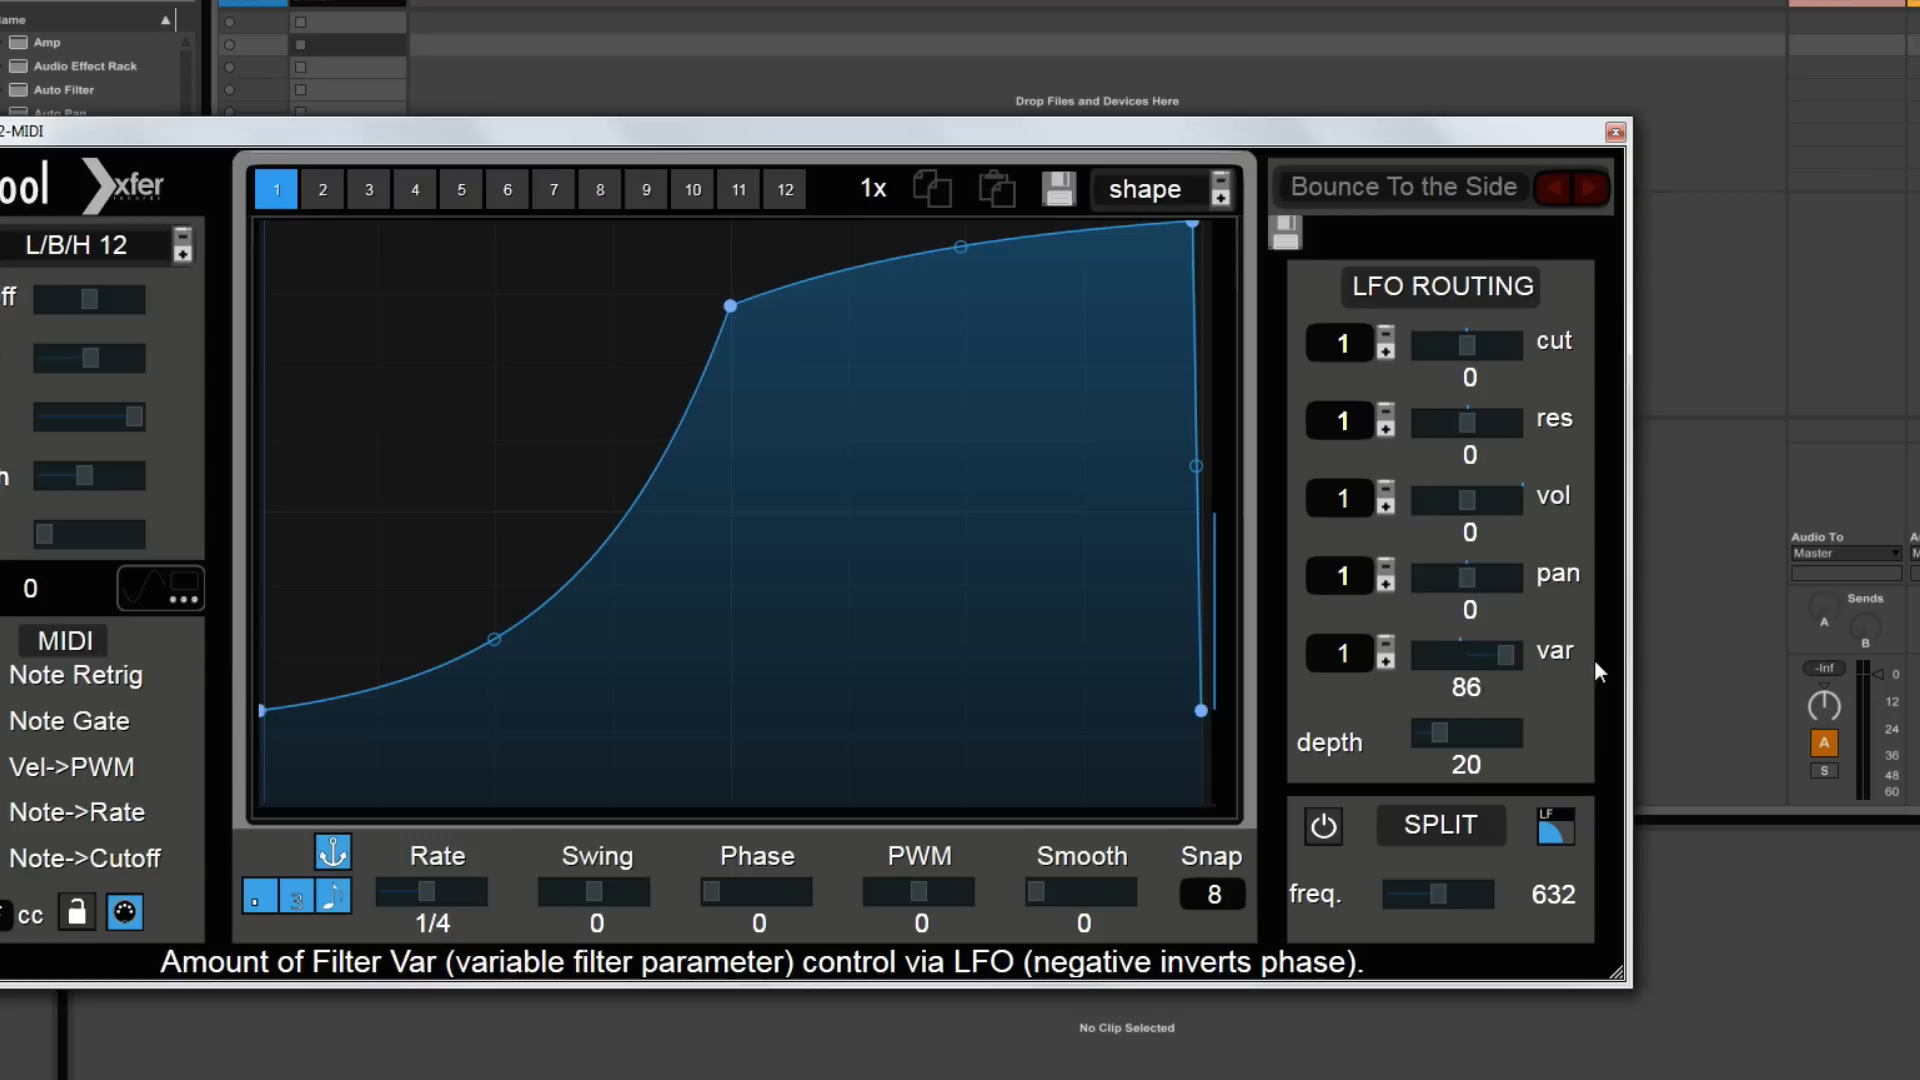 ame
Amp
Audio Effect Rack
Auto Filter
Auto Pan
Drop Files and Devices Here
2-MIDI
ool xfer records
1 2 3 4 5 6 7 8 9 10 11 12 1x shape
Bounce To the Side
L/B/H 12
ff
LFO ROUTING
1 cut
0
1 res
0
1 vol
0
1 pan
0
1 var
86
depth
20
0
MIDI
Note Retrig
Note Gate
Vel->PWM
Note->Rate
Note->Cutoff
cc
Rate Swing Phase PWM Smooth Snap
. 3
1/4 0 0 0 0 8
SPLIT LF
freq. 632
Amount of Filter Var (variable filter parameter) control via LFO (negative inverts phase).
Audio To
Master
Sends
A
B
-Inf
0
12
24
36
48
60
A
S
No Clip Selected